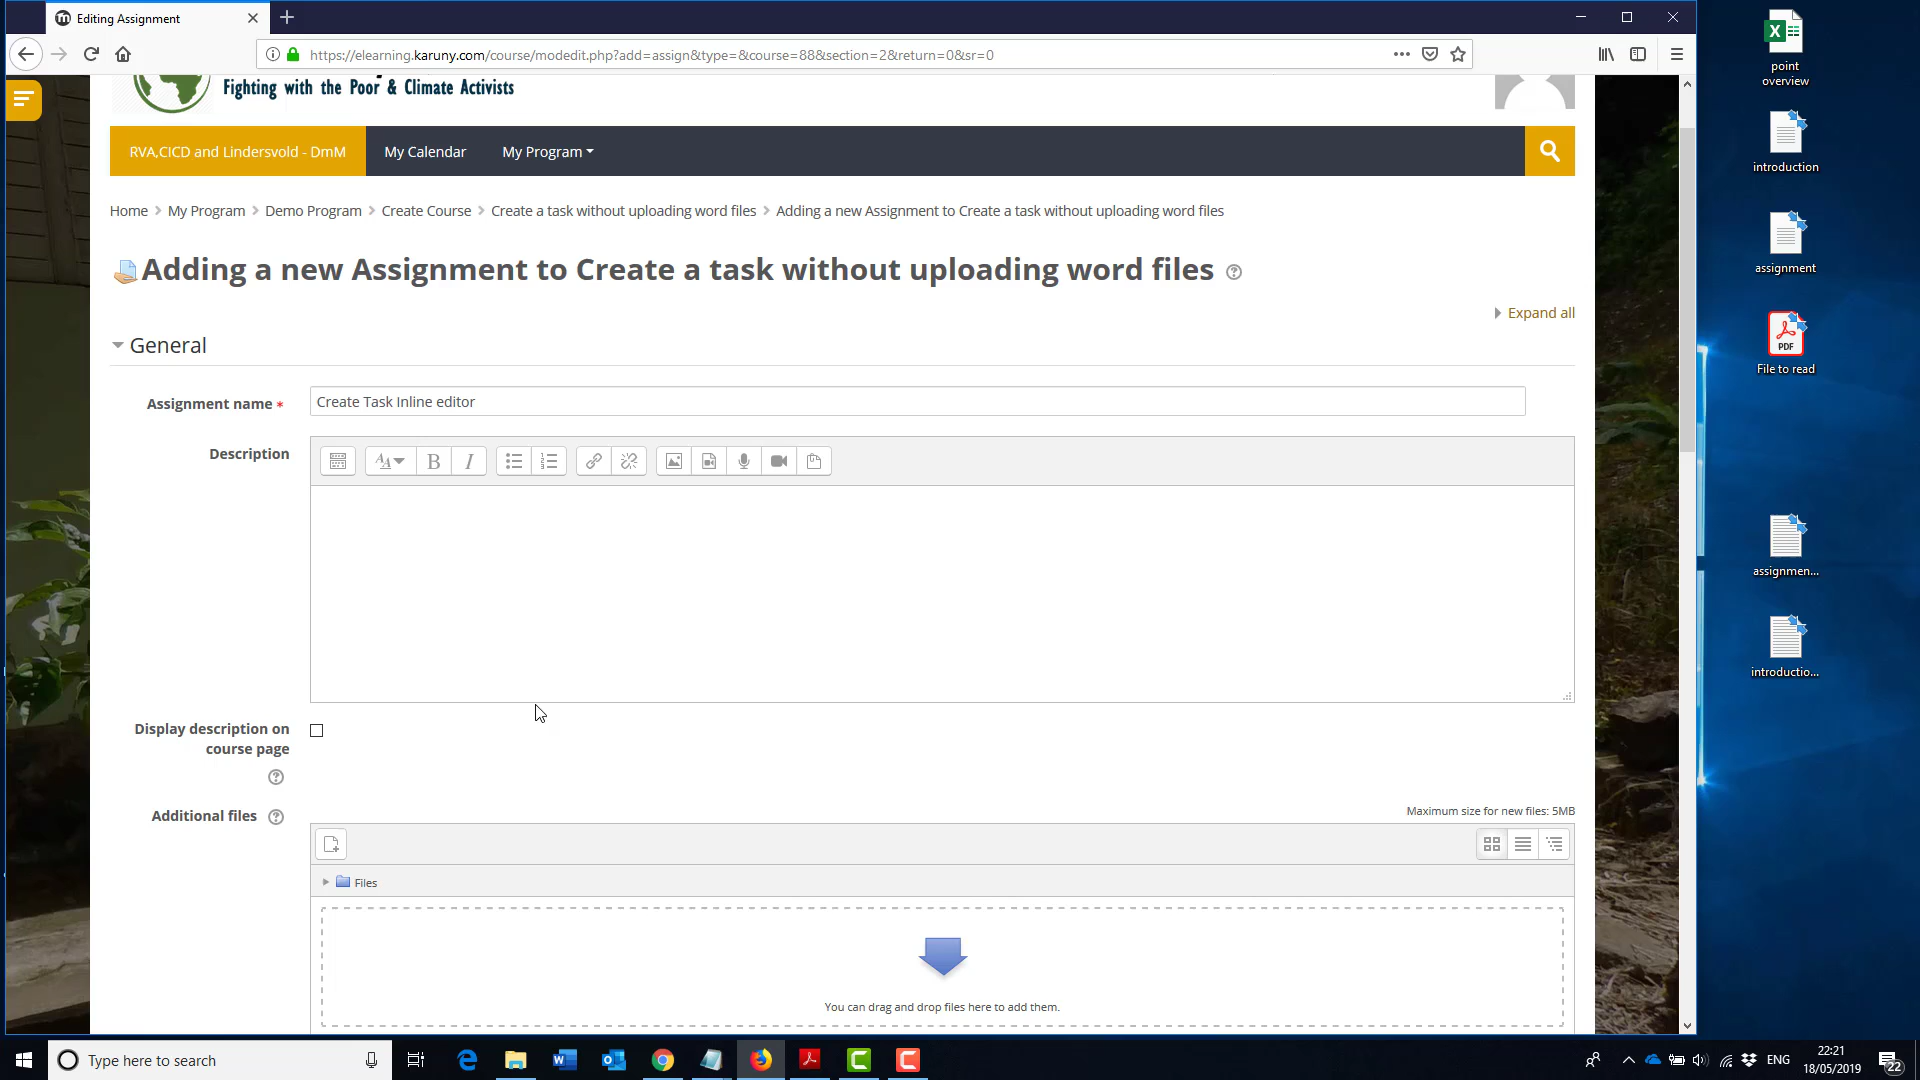 Editing Assignment
https://elearning.karuny.com/course/modedit.php?add=assign&type=&course=88&section=2&return=0&sr=0
Fighting with the Poor & Climate Activists
RVA,CICD and Lindersvold - DmM
My Calendar
My Program
Home
My Program
Demo Program
Create Course
Create a task without uploading word files
Adding a new Assignment to Create a task without uploading word files
Adding a new Assignment to Create a task without uploading word files
Expand all
General
Assignment name *
Create Task Inline editor
Description
Display description on
course page
Additional files
Maximum size for new files: 5MB
Files
You can drag and drop files here to add them.
point
overview
introduction
assignment
PDF
File to read
assignmen...
introductio...
Type here to search
ENG
22:21
18/05/2019
22